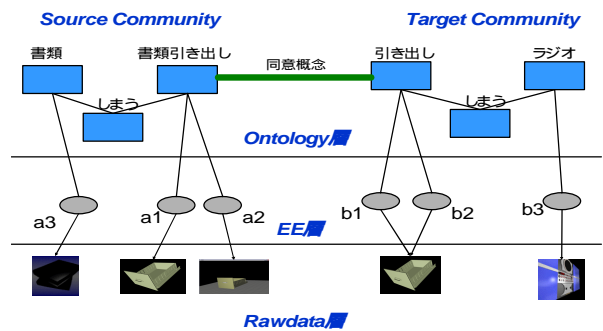 Source Community
Target Community
書類
書類引き出し
同意概念
引き出し
ラジオ
しまう
しまう
Ontology層
a3
a1
a2
b1
b2
b3
EE層
Rawdata層